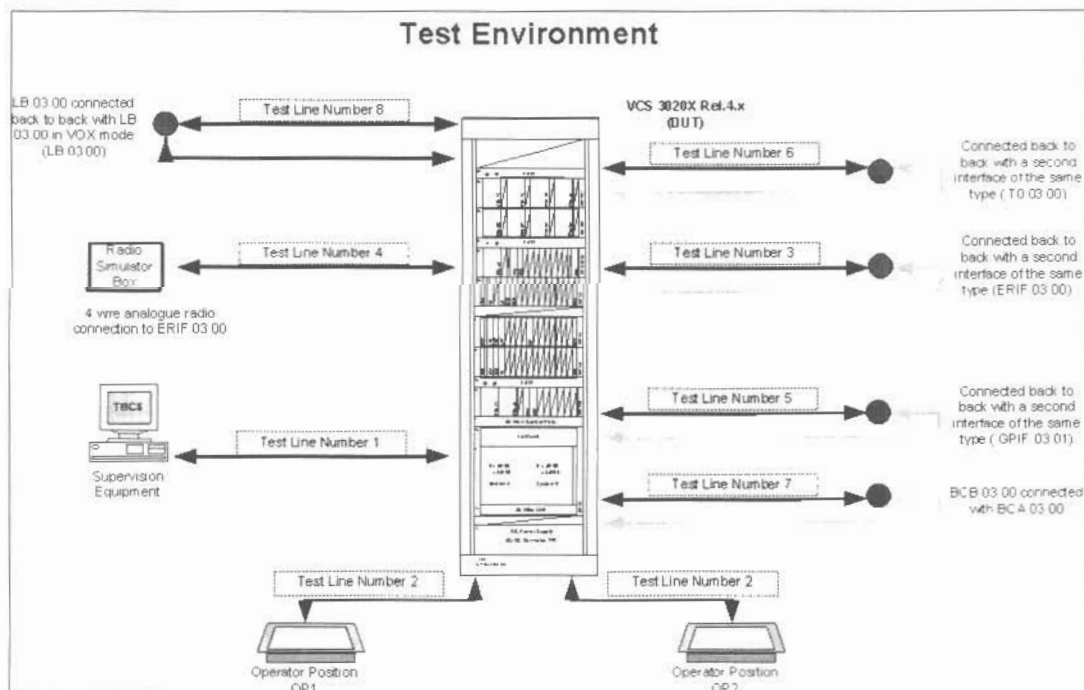 Test Environment
LB 03 00 connected
back to back with LB
03.00 in VOX mode
(LB 03 00)
Test Line Number 8
VCS 3020X Rel.4.x
(DUT)
Test Line Number 6
Connected back to
back with a second
interface of the same
type ( T0 03 00)
Radio
Simulator
Box
Test Line Number 4
4 wire analogue radio
connection to ERIF 03 00
Test Line Number 3
Connected back to
back with a second
interface of the same
type (ERIF 03 00)
TBCS
Supervision
Equipment
Test Line Number 1
Test Line Number 5
Connected back to
back with a second
interface of the same
type ( GPIF 03 01)
Test Line Number 7
BCB 03 00 connected
with BCA 03 00
Test Line Number 2
Test Line Number 2
Operator Position
OP1
Operator Position
OP2